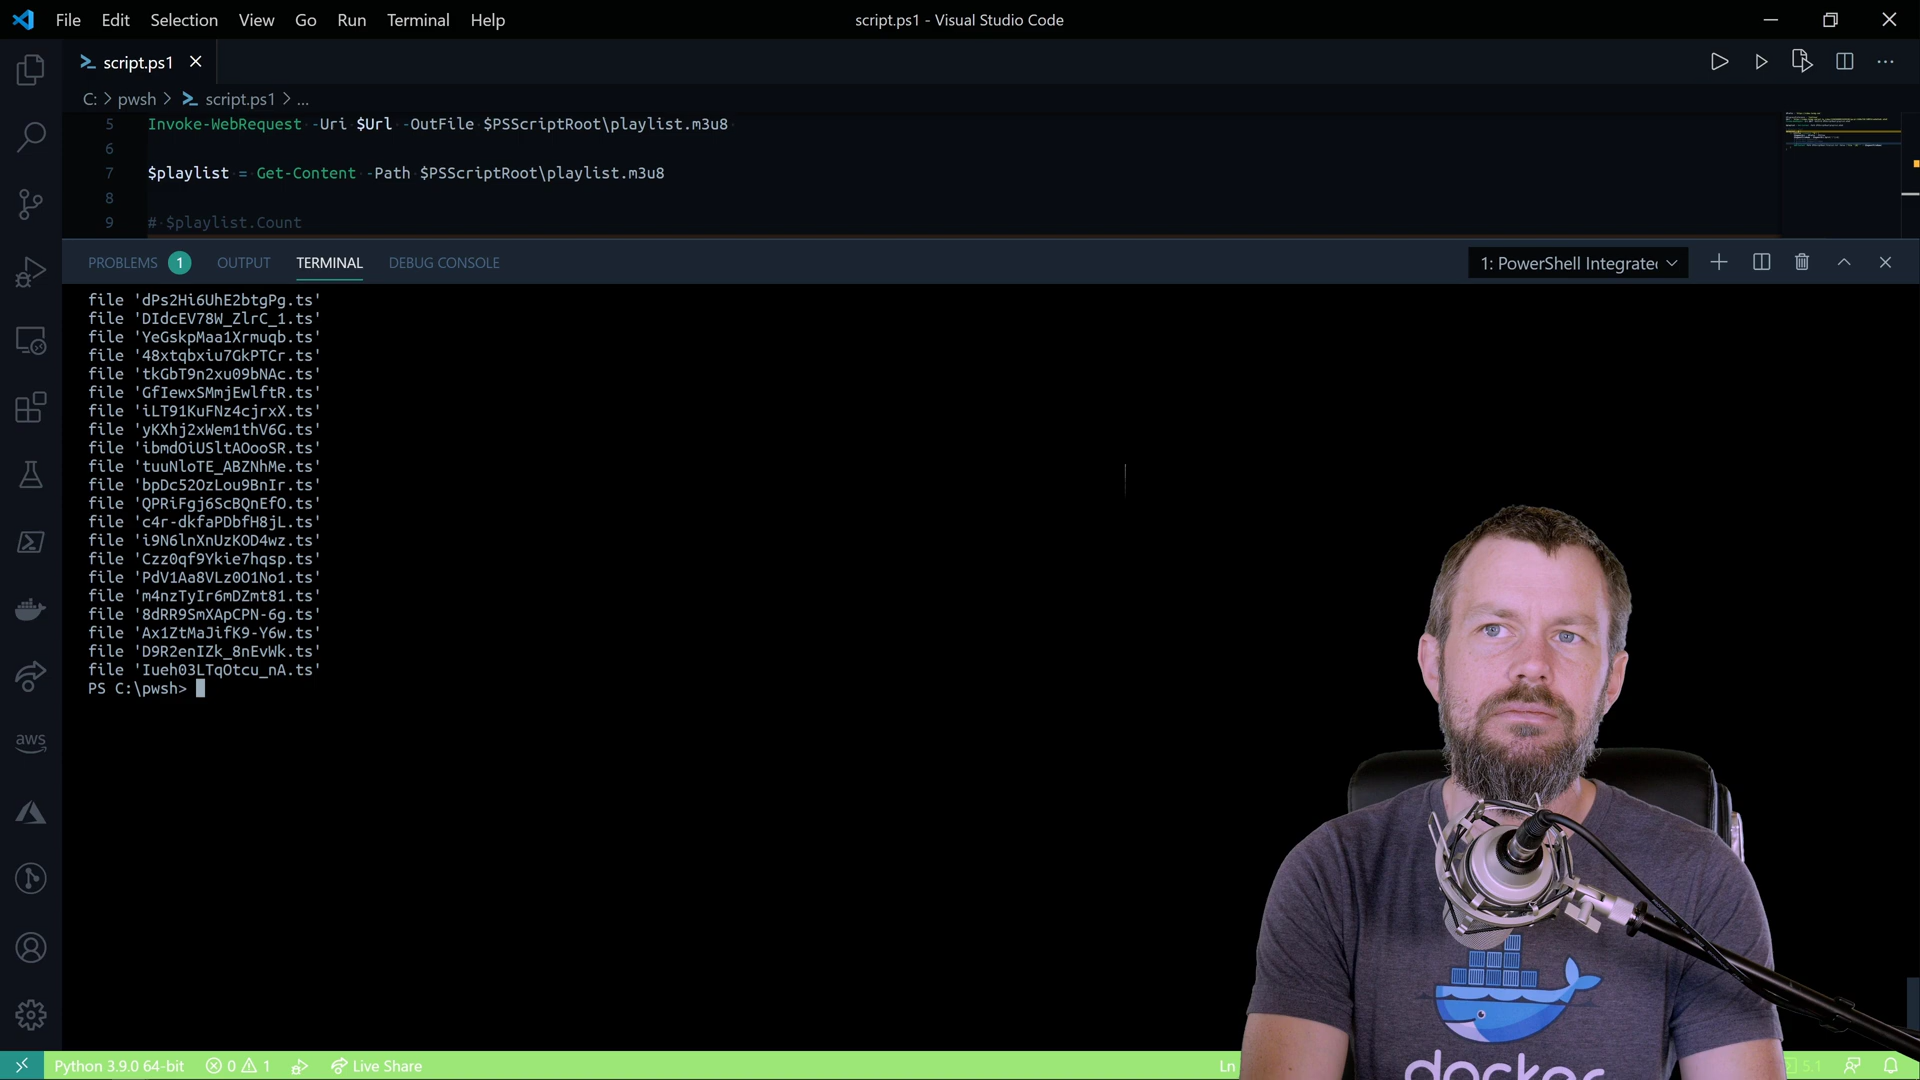 File Edit Selection View Go Run Terminal Help
script.ps1 - Visual Studio Code
script.ps1
C: > pwsh > script.ps1 > ...
5 Invoke-WebRequest -Uri $Url -OutFile $PSScriptRoot\playlist.m3u8
6
7 $playlist = Get-Content -Path $PSScriptRoot\playlist.m3u8
8
9 # $playlist.Count
PROBLEMS 1 OUTPUT TERMINAL DEBUG CONSOLE
1: PowerShell Integrate
file 'dPs2Hi6UhE2btgPg.ts'
file 'DIdcEV78W_ZlrC_1.ts'
file 'YeGskpMaa1Xrmuqb.ts'
file '48xtqbxiu7GkPTCr.ts'
file 'tkGbT9n2xu09bNAc.ts'
file 'GfIewxSMmjEwlftR.ts'
file 'iLT91KuFNz4cjrxX.ts'
file 'yKXhj2xWem1thV6G.ts'
file 'ibmdOiUSltAOooSR.ts'
file 'tuuNloTE_ABZNhMe.ts'
file 'bpDc52OzLou9BnIr.ts'
file 'QPRiFgj6ScBQnEfO.ts'
file 'c4r-dkfaPDbfH8jL.ts'
file 'i9N6lnXnUzKOD4wz.ts'
file 'Czz0qf9Ykie7hqsp.ts'
file 'PdV1Aa8VLz0O1No1.ts'
file 'm4nzTyIr6mDZmt81.ts'
file '8dRR9SmXApCPN-6g.ts'
file 'Ax1ZtMaJifK9-Y6w.ts'
file 'D9R2enIZk_8nEvWk.ts'
file 'Iueh03LTqOtcu_nA.ts'
PS C:\pwsh>
aws
docker
Python 3.9.0 64-bit 0 1 Live Share Ln 5.1